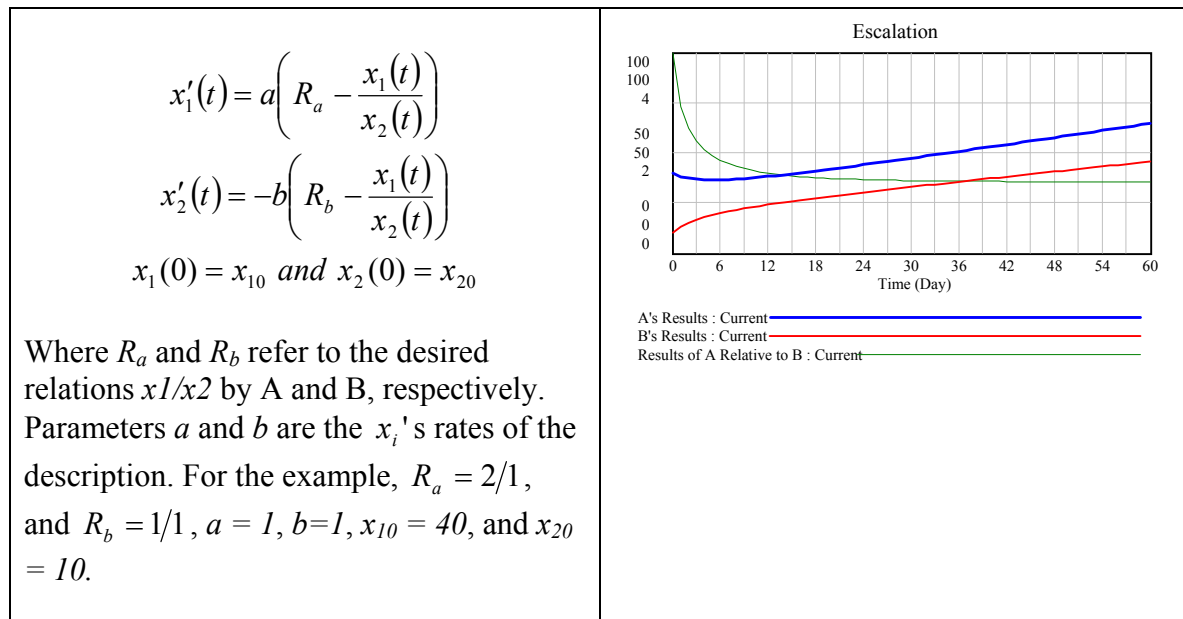 x₁′(t) = a(Rₐ − x₁(t)/x₂(t))
x₂′(t) = −b(R_b − x₁(t)/x₂(t))
x₁(0) = x₁₀ and x₂(0) = x₂₀
Where Rₐ and R_b refer to the desired
relations x1/x2 by A and B, respectively.
Parameters a and b are the xᵢ's rates of the
description. For the example, Rₐ = 2/1,
and R_b = 1/1, a = 1, b=1, x₁₀ = 40, and x₂₀
= 10.
Escalation
100
100
4
50
50
2
0
0
0
0 6 12 18 24 30 36 42 48 54 60
Time (Day)
A's Results : Current
B's Results : Current
Results of A Relative to B : Current